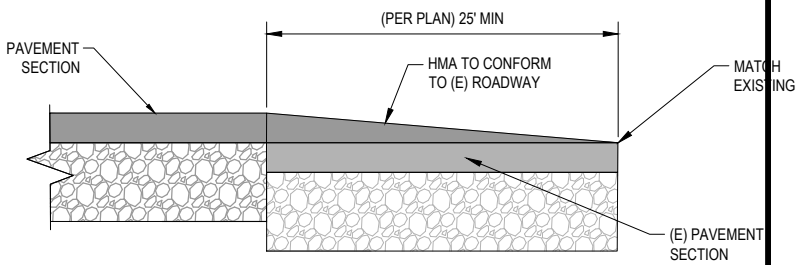 (PER PLAN) 25' MIN
PAVEMENT
SECTION
HMA TO CONFORM
TO (E) ROADWAY
MATCH
EXISTING
(E) PAVEMENT
SECTION